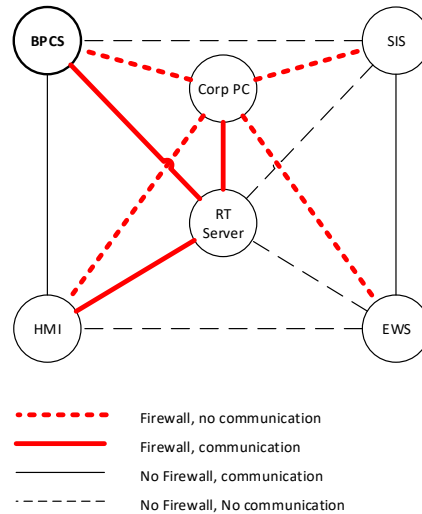 BPCS
SIS
Corp PC
RT
Server
HMI
EWS
Firewall, no communication
Firewall, communication
No Firewall, communication
No Firewall, No communication